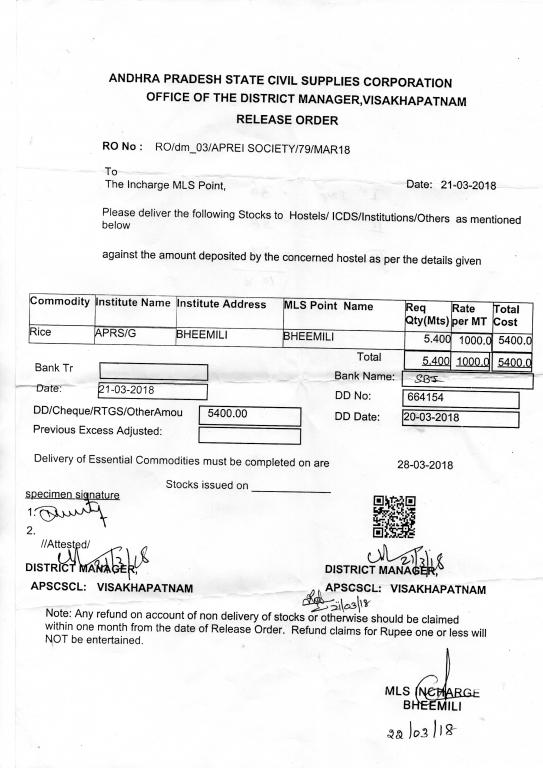 ANDHRA PRADESH STATE CIVIL SUPPLIES CORPORATION
OFFICE OF THE DISTRICT MANAGER,VISAKHAPATNAM
RELEASE ORDER
RO No : RO/dm_03/APREI SOCIETY/79/MAR18
To
The Incharge MLS Point, Date: 21-03-2018
Please deliver the following Stocks to Hostels/ ICDS/Institutions/Others as mentioned
below
against the amount deposited by the concerned hostel as per the details given
Commodity Institute Name Institute Address MLS Point Name Req Qty(Mts) Rate per MT Total Cost
Rice APRS/G BHEEMILI BHEEMILI 5.400 1000.0 5400.0
Total 5.400 1000.0 5400.0
Bank Tr
Bank Name: SBI
Date: 21-03-2018
DD No: 664154
DD/Cheque/RTGS/OtherAmou 5400.00
DD Date: 20-03-2018
Previous Excess Adjusted:
Delivery of Essential Commodities must be completed on are 28-03-2018
Stocks issued on
specimen signature
1.
2.
//Attested/
21/3/18
21/3/18
DISTRICT MANAGER, DISTRICT MANAGER,
APSCSCL: VISAKHAPATNAM APSCSCL: VISAKHAPATNAM
21/03/18
Note: Any refund on account of non delivery of stocks or otherwise should be claimed
within one month from the date of Release Order. Refund claims for Rupee one or less will
NOT be entertained.
MLS INCHARGE
BHEEMILI
22/03/18